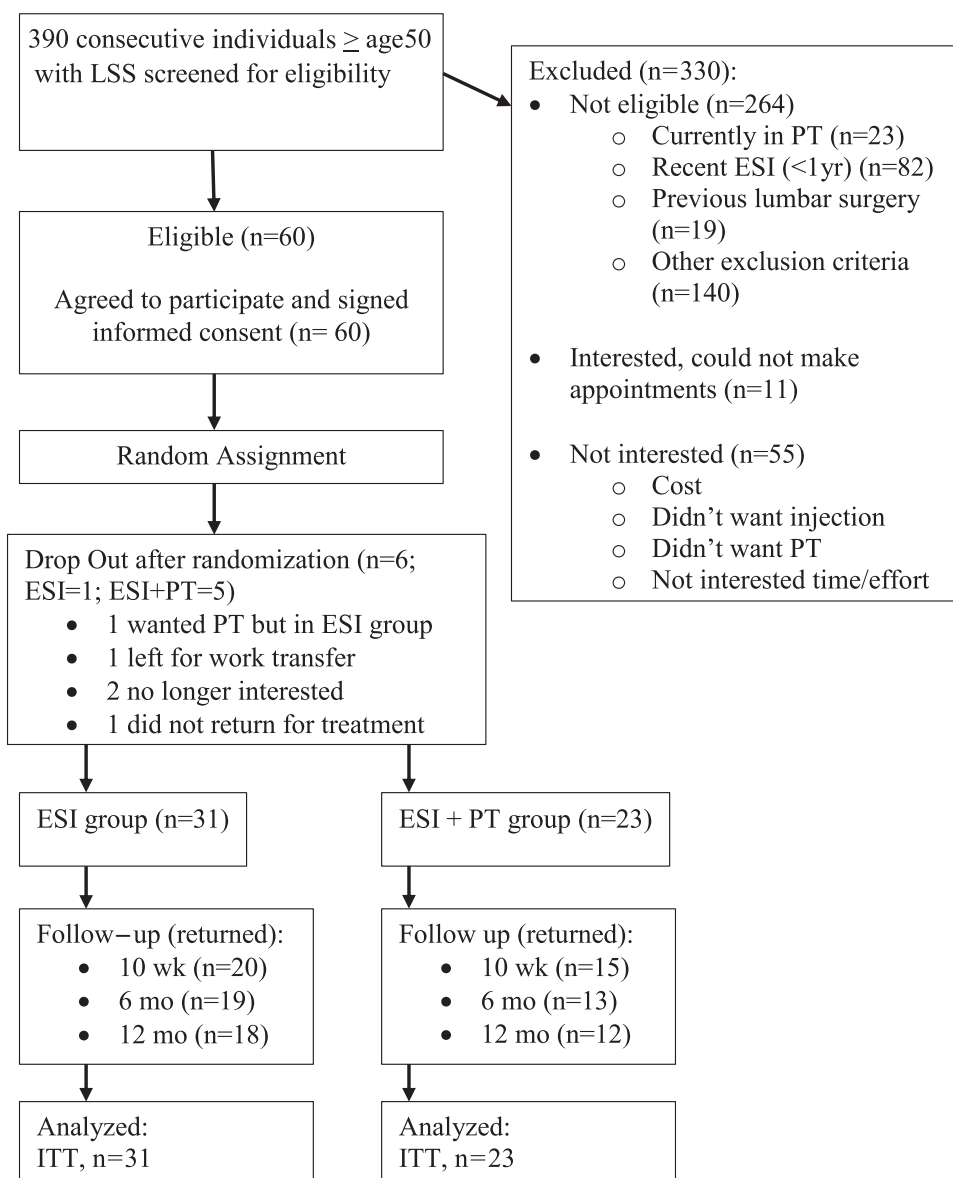 390 consecutive individuals ≥ age50
with LSS screened for eligibility
Excluded (n=330):
• Not eligible (n=264)
o Currently in PT (n=23)
o Recent ESI (<1yr) (n=82)
o Previous lumbar surgery
(n=19)
o Other exclusion criteria
(n=140)
• Interested, could not make
appointments (n=11)
• Not interested (n=55)
o Cost
o Didn’t want injection
o Didn’t want PT
o Not interested time/effort
Eligible (n=60)
Agreed to participate and signed
informed consent (n= 60)
Random Assignment
Drop Out after randomization (n=6;
ESI=1; ESI+PT=5)
• 1 wanted PT but in ESI group
• 1 left for work transfer
• 2 no longer interested
• 1 did not return for treatment
ESI group (n=31)
ESI + PT group (n=23)
Follow–up (returned):
• 10 wk (n=20)
• 6 mo (n=19)
• 12 mo (n=18)
Follow up (returned):
• 10 wk (n=15)
• 6 mo (n=13)
• 12 mo (n=12)
Analyzed:
ITT, n=31
Analyzed:
ITT, n=23